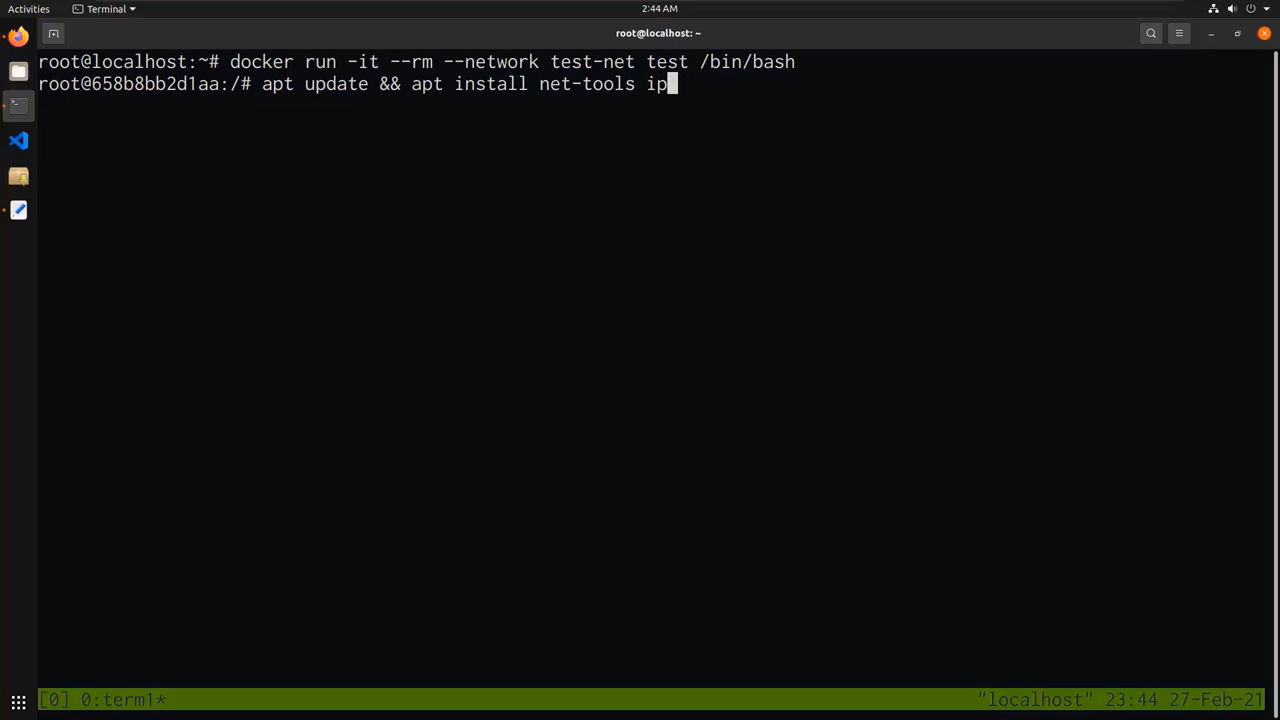 Activities
Terminal
2:44 AM
root@localhost: ~
root@localhost:~# docker run -it --rm --network test-net test /bin/bash
root@658b8bb2d1aa:/# apt update && apt install net-tools ip
[0] 0:term1* "localhost" 23:44 27-Feb-21